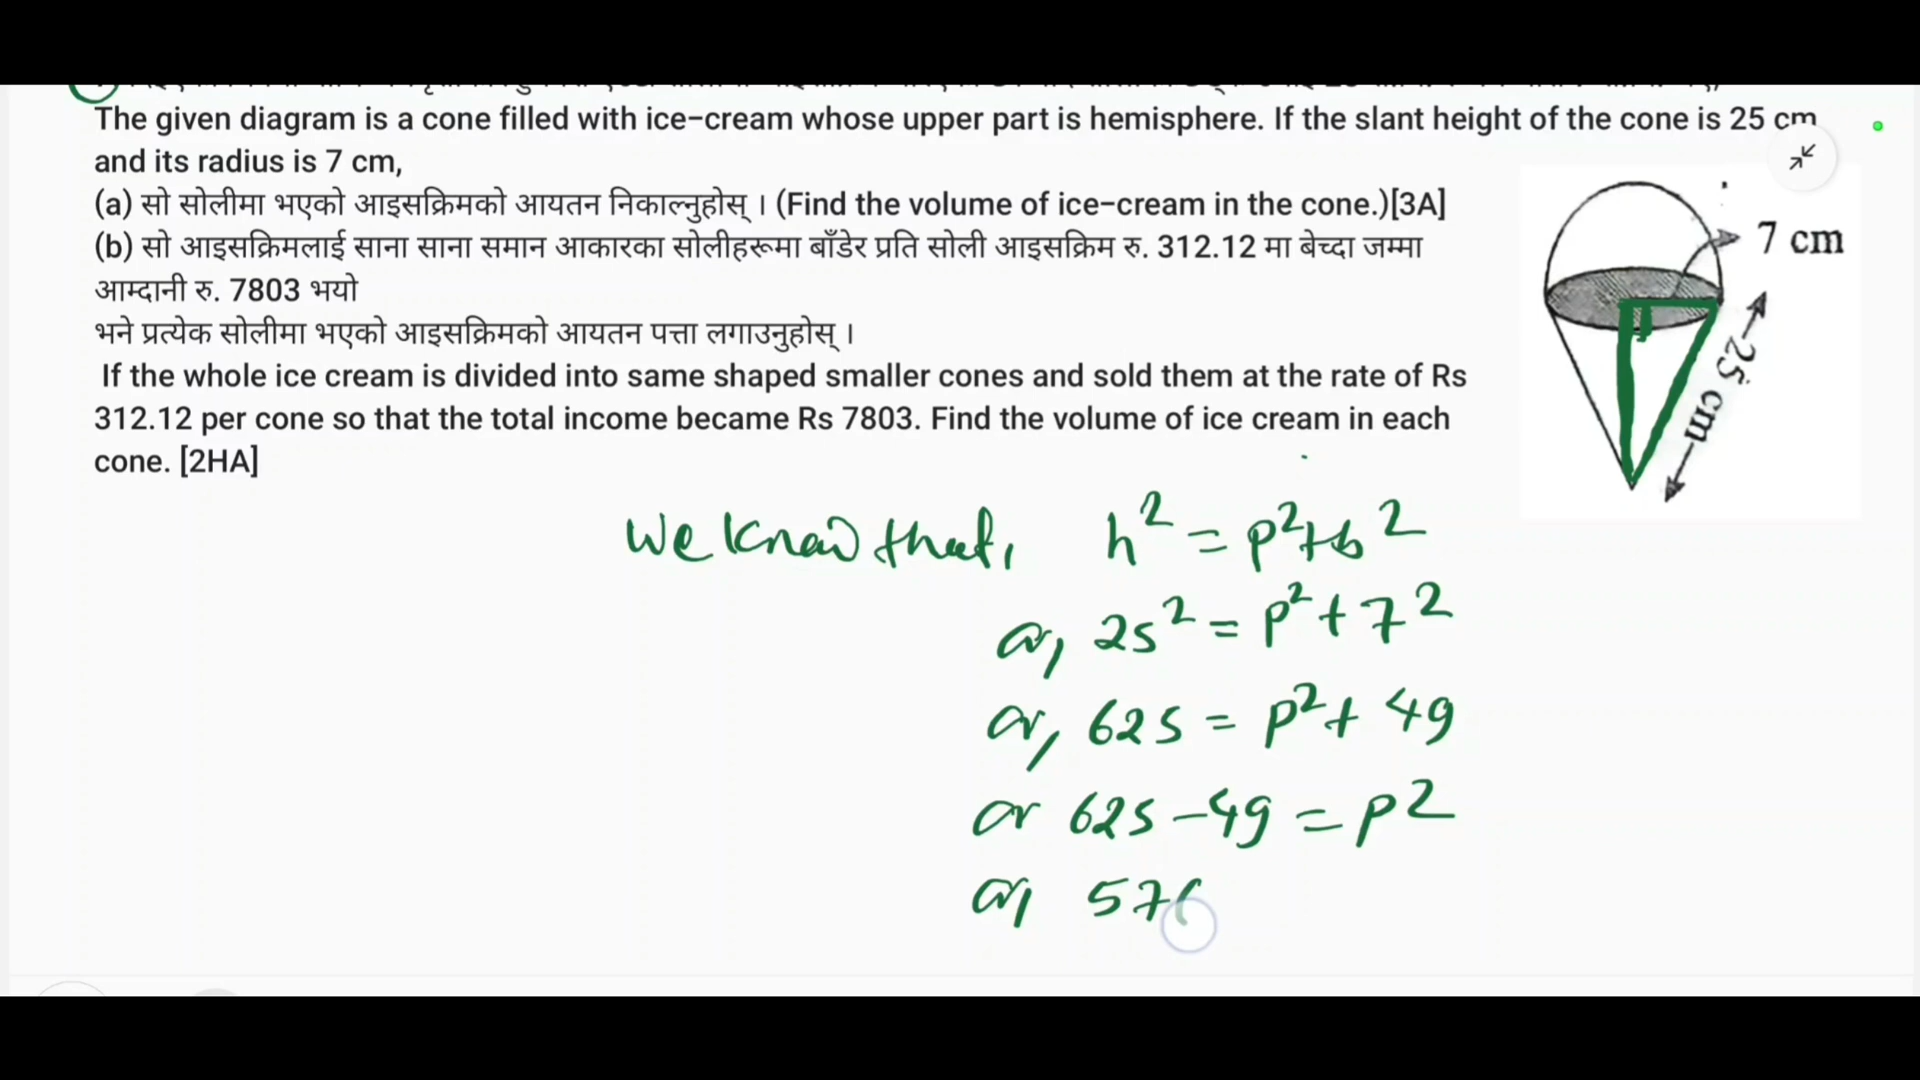 The given diagram is a cone filled with ice-cream whose upper part is hemisphere. If the slant height of the cone is 25 cm
and its radius is 7 cm,
(a) सो सोलीमा भएको आइसक्रिमको आयतन निकाल्नुहोस् । (Find the volume of ice-cream in the cone.)[3A]
(b) सो आइसक्रिमलाई साना साना समान आकारका सोलीहरूमा बाँडेर प्रति सोली आइसक्रिम रु. 312.12 मा बेच्दा जम्मा
आम्दानी रु. 7803 भयो
भने प्रत्येक सोलीमा भएको आइसक्रिमको आयतन पत्ता लगाउनुहोस् ।
If the whole ice cream is divided into same shaped smaller cones and sold them at the rate of Rs
312.12 per cone so that the total income became Rs 7803. Find the volume of ice cream in each
cone. [2HA]
7 cm
25 cm
We know that, h² = p²+b²
or, 25² = p² + 7²
or, 625 = p² + 49
or 625 - 49 = p²
or, 576